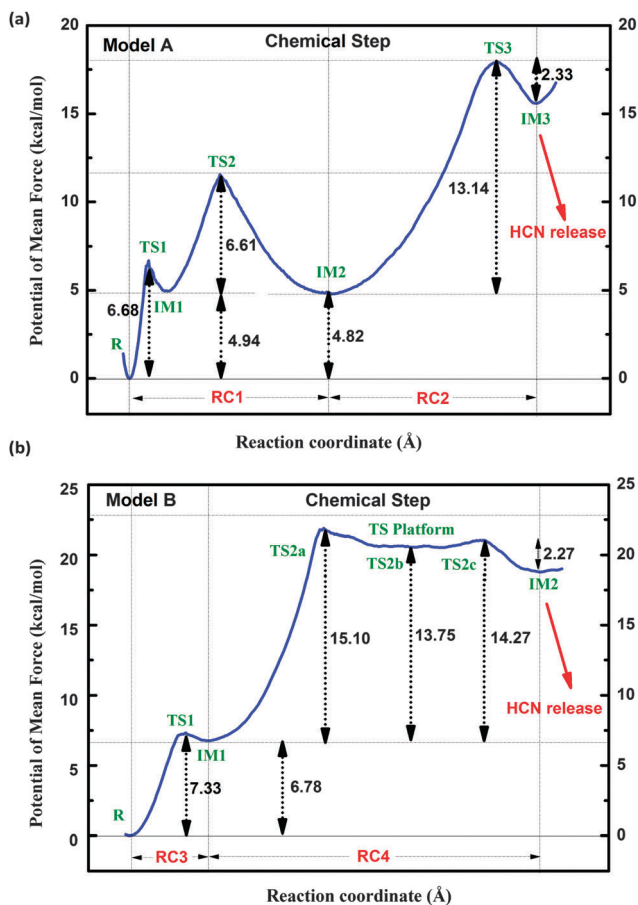 (a)
Model A
Chemical Step
Potential of Mean Force (kcal/mol)
20
15
10
5
0
20
15
10
5
0
R
6.68
TS1
IM1
TS2
6.61
4.94
IM2
4.82
13.14
TS3
2.33
IM3
HCN release
RC1
RC2
Reaction coordinate (Å)
(b)
Model B
Chemical Step
Potential of Mean Force (kcal/mol)
25
20
15
10
5
0
25
20
15
10
5
0
R
TS1
IM1
7.33
6.78
TS2a
TS Platform
TS2b
TS2c
15.10
13.75
14.27
2.27
IM2
HCN release
RC3
RC4
Reaction coordinate (Å)